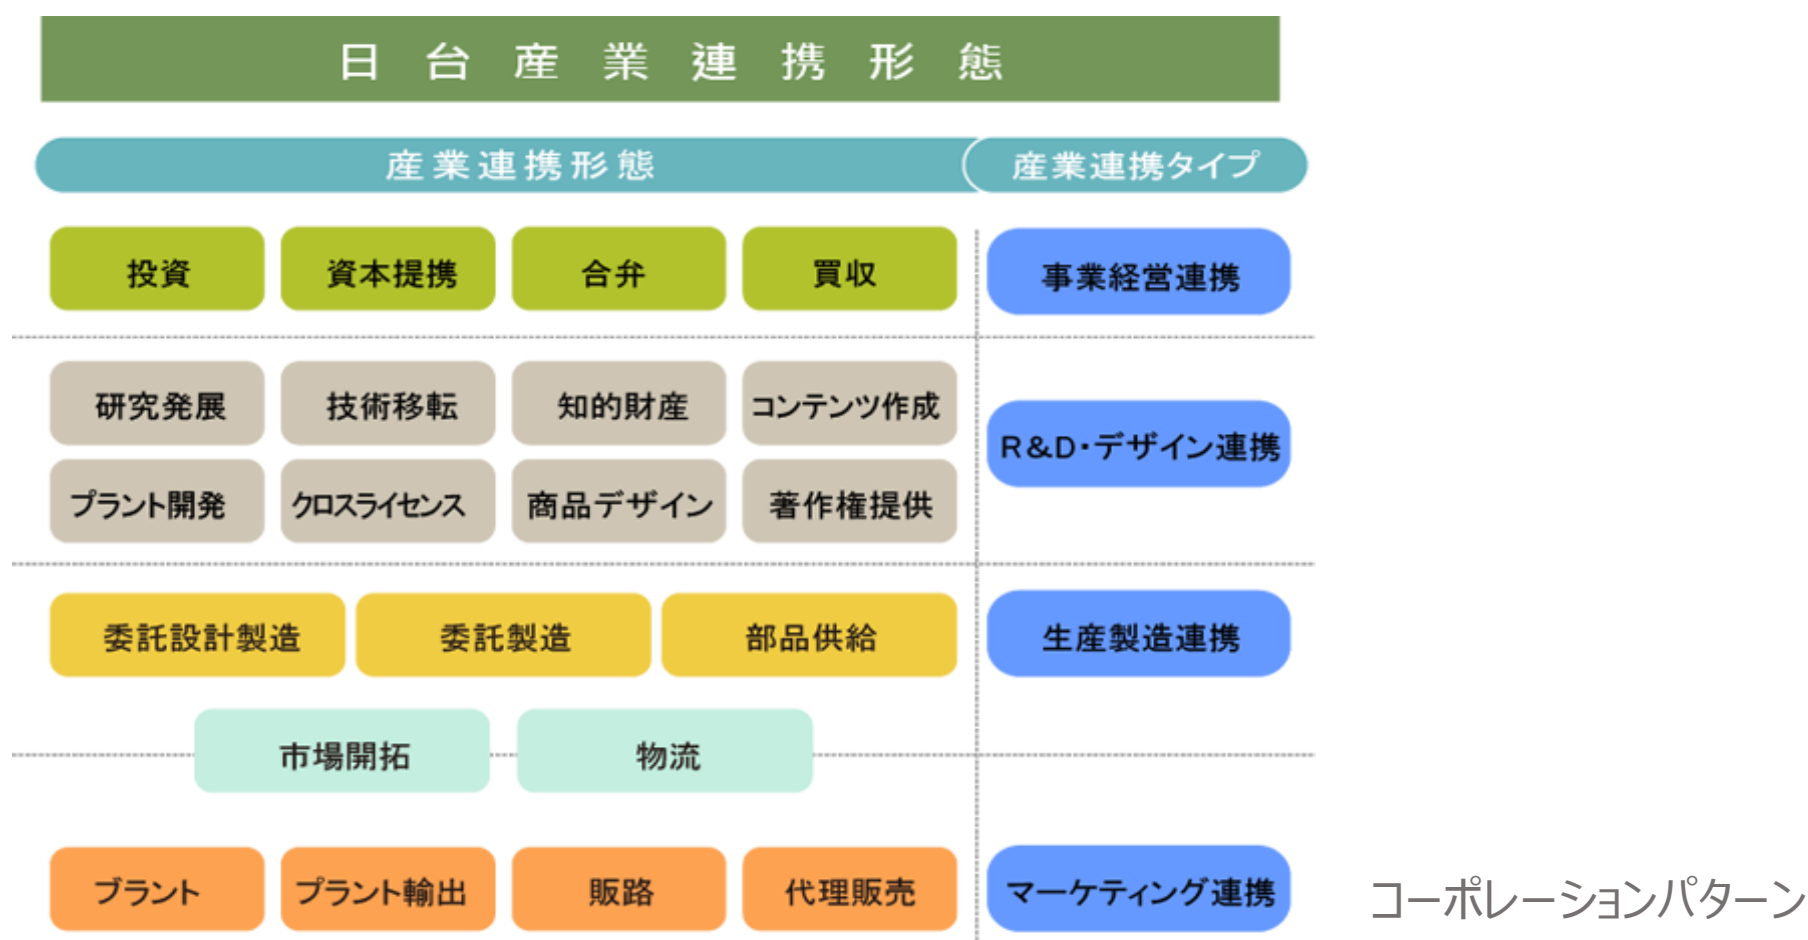 日台産業連携形態
産業連携形態 産業連携タイプ
投資 資本提携 合弁 買収 事業経営連携
研究発展 技術移転 知的財産 コンテンツ作成
R&D・デザイン連携
プラント開発 クロスライセンス 商品デザイン 著作権提供
委託設計製造 委託製造 部品供給 生産製造連携
市場開拓 物流
ブラント プラント輸出 販路 代理販売 マーケティング連携
コーポレーションパターン